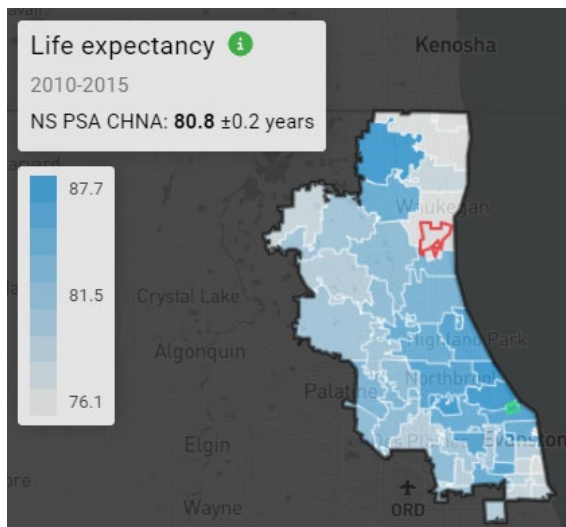 Life expectancy
2010-2015
NS PSA CHNA: 80.8 ±0.2 years
Kenosha
87.7
81.5
76.1
Waukegan
Crystal Lake
Highland Park
Algonquin
Northbrook
Palatine
Des Plaines
Evanston
Elgin
Wayne
ORD